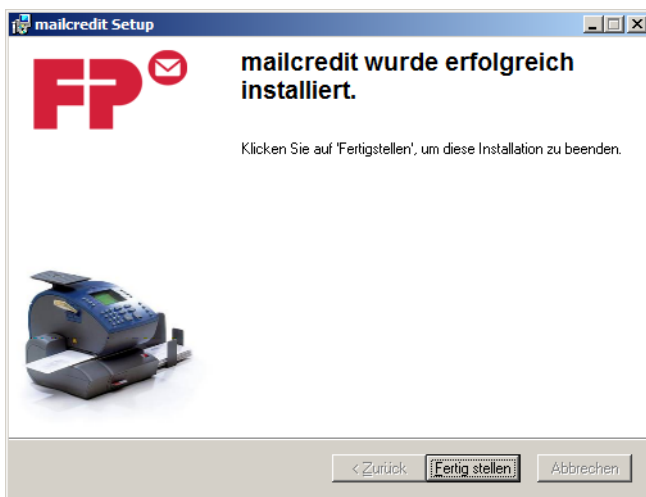 mailcredit Setup
FP
mailcredit wurde erfolgreich
installiert.
Klicken Sie auf 'Fertigstellen', um diese Installation zu beenden.
< Zurück
Fertig stellen
Abbrechen